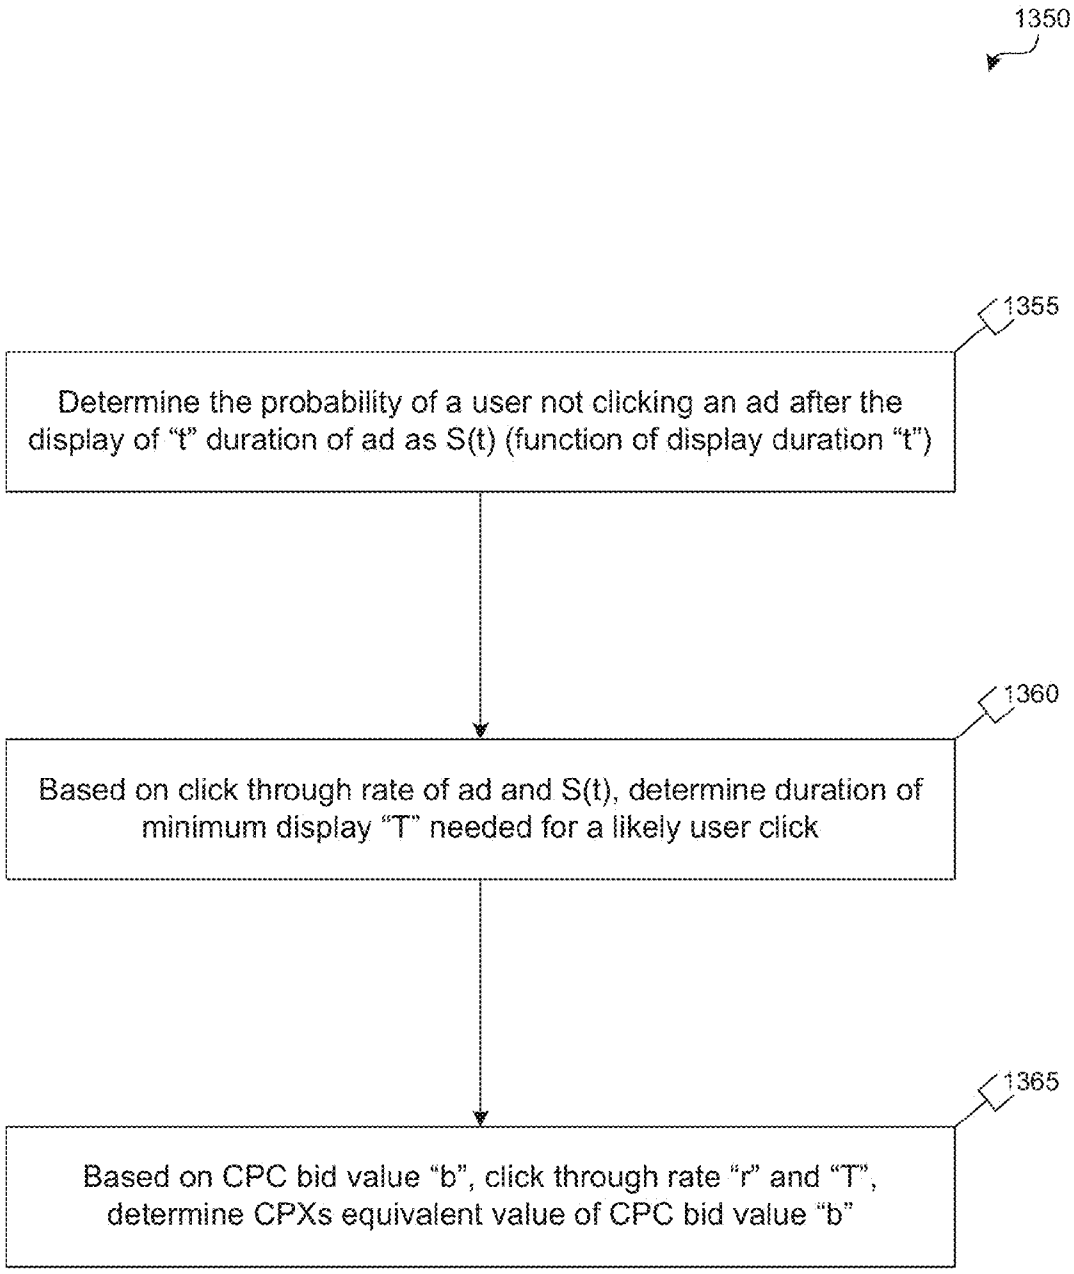 1350
1355
Determine the probability of a user not clicking an ad after the
display of “t” duration of ad as S(t) (function of display duration “t”)
1360
Based on click through rate of ad and S(t), determine duration of
minimum display “T” needed for a likely user click
1365
Based on CPC bid value “b”, click through rate “r” and “T”,
determine CPXs equivalent value of CPC bid value “b”